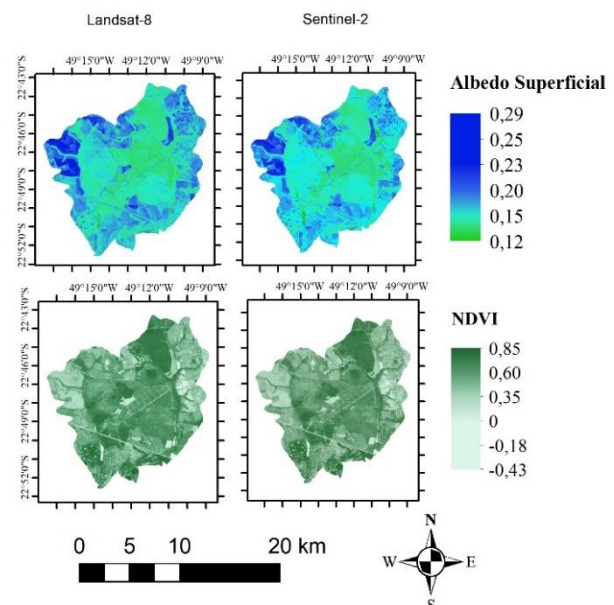 Landsat-8
Sentinel-2
49°15'0"W 49°12'0"W 49°9'0"W
49°15'0"W 49°12'0"W 49°9'0"W
22°43'0"S
22°46'0"S
22°49'0"S
22°52'0"S
Albedo Superficial
0,29
0,25
0,23
0,20
0,15
0,12
49°15'0"W 49°12'0"W 49°9'0"W
49°15'0"W 49°12'0"W 49°9'0"W
22°43'0"S
22°46'0"S
22°49'0"S
22°52'0"S
NDVI
0,85
0,60
0,35
0
-0,18
-0,43
0 5 10 20 km
N
W E
S